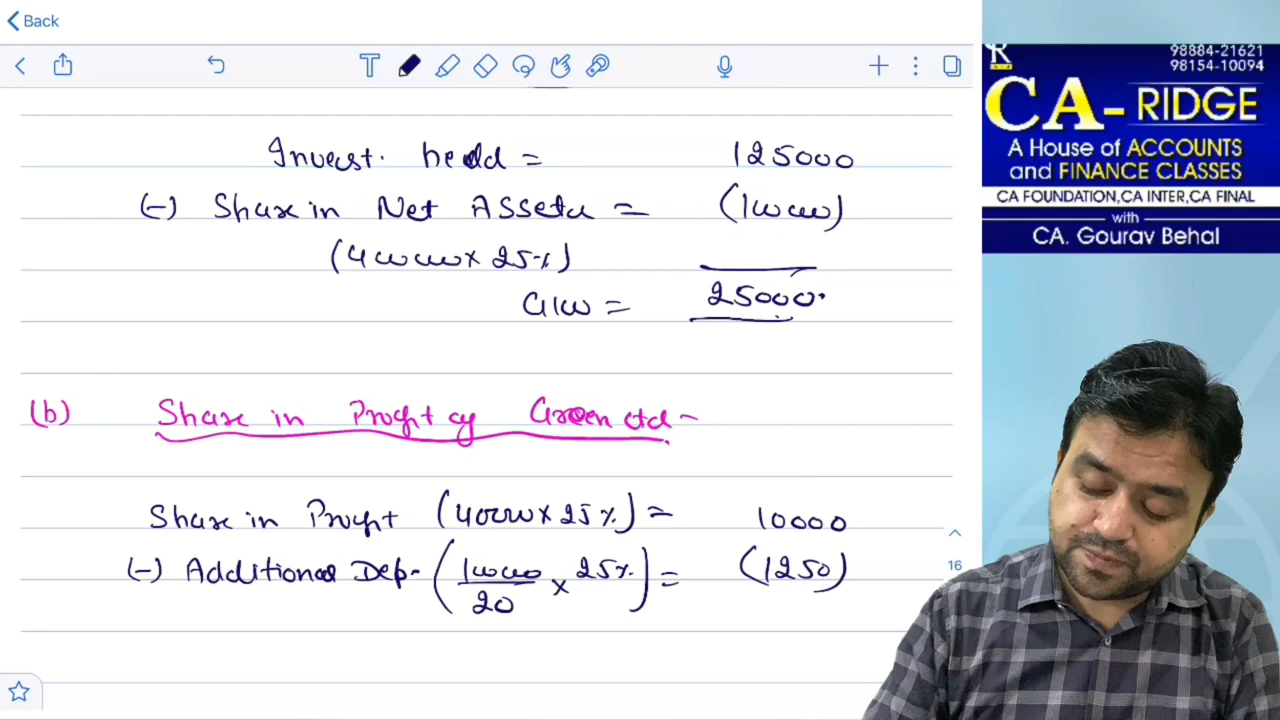 Back
Invest. held = 125000
(-) Share in Net Assets = (100000)
(400000 x 25%)
G/W = 25000
(b) Share in Profit of Green Ltd -
Share in Profit (40000 x 25%) = 10000
(-) Additional Dep. (100000/20 x 25%) = (1250)
16
98884-21621
98154-10094
CA- RIDGE
A House of ACCOUNTS
and FINANCE CLASSES
CA FOUNDATION,CA INTER,CA FINAL
with
CA. Gourav Behal